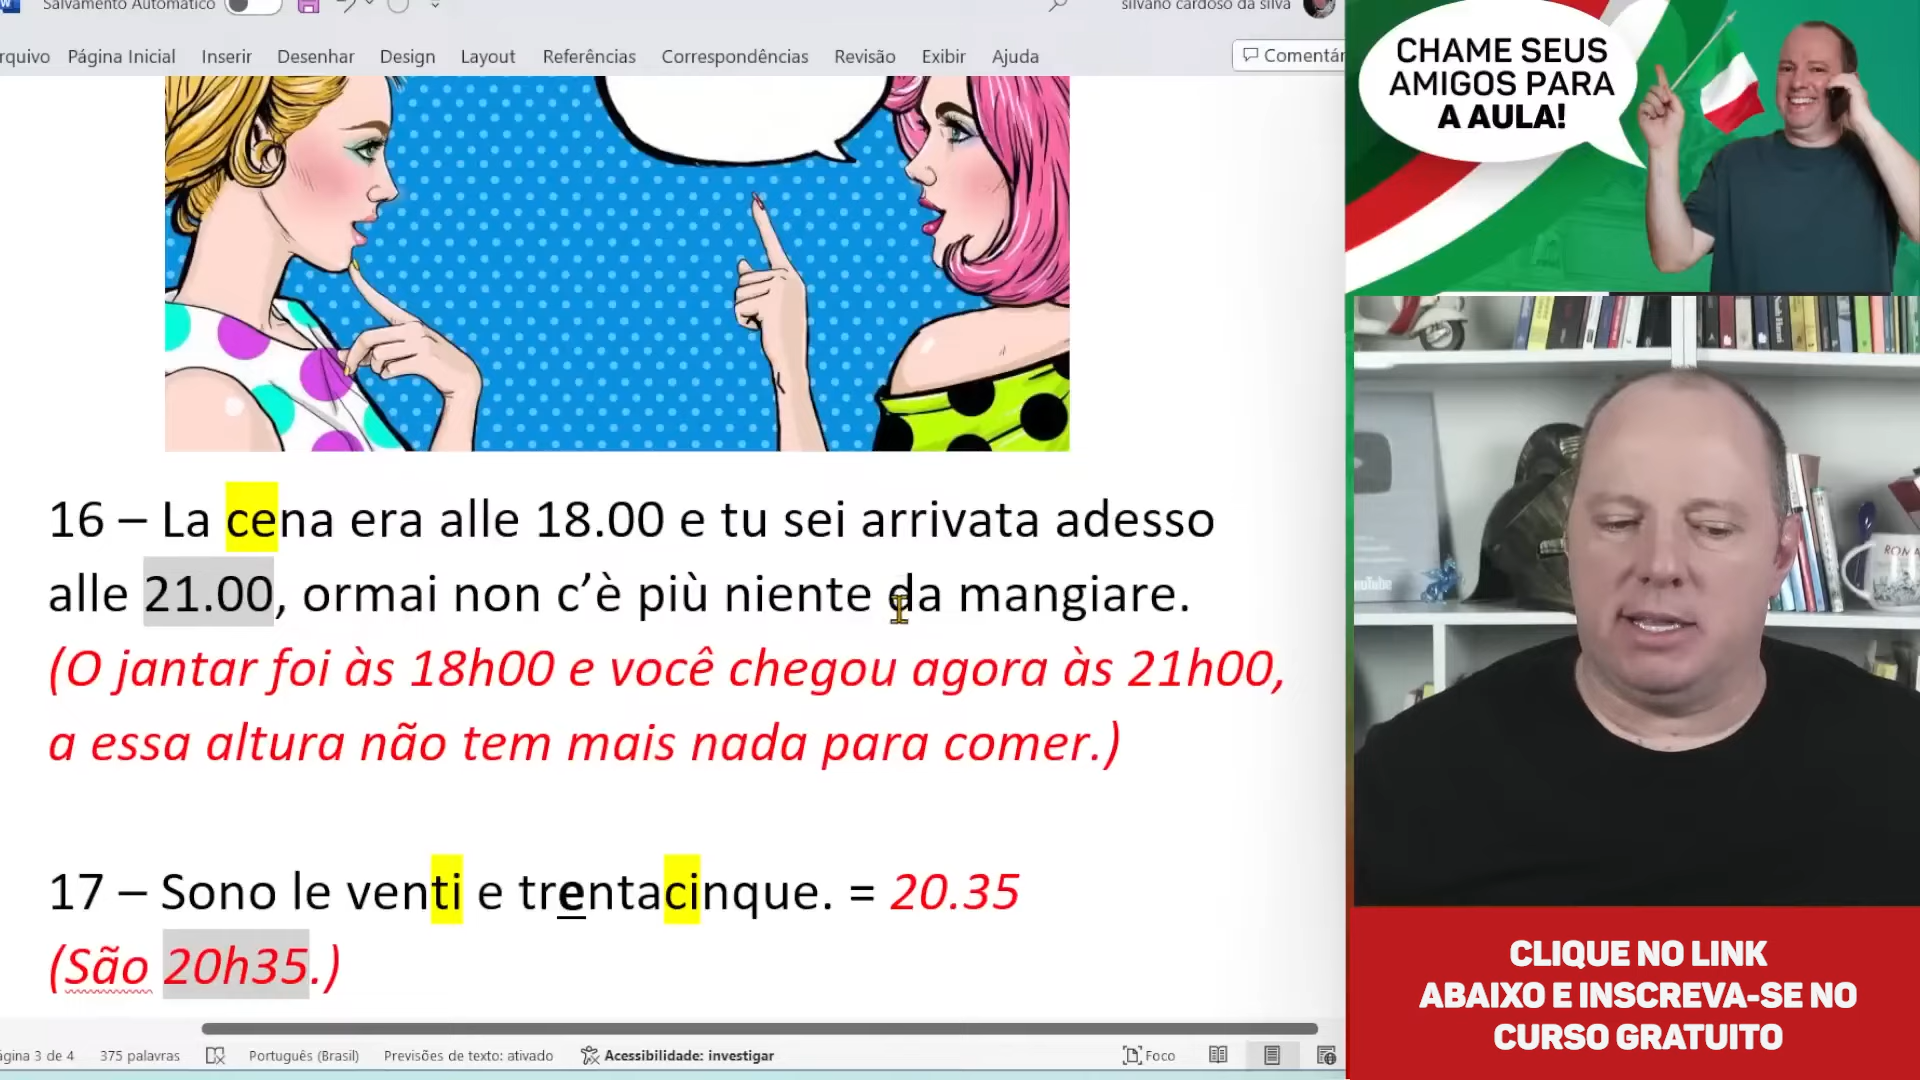 Salvamento Automático
silvano cardoso da silva
Página Inicial Inserir Desenhar Design Layout Referências Correspondências Revisão Exibir Ajuda
16 – La cena era alle 18.00 e tu sei arrivata adesso
alle 21.00, ormai non c’è più niente da mangiare.
(O jantar foi às 18h00 e você chegou agora às 21h00,
a essa altura não tem mais nada para comer.)
17 – Sono le venti e trentacinque. = 20.35
(São 20h35.)
3 de 4 375 palavras Português (Brasil) Previsões de texto: ativado Acessibilidade: investigar Foco
CHAME SEUS
AMIGOS PARA
A AULA!
CLIQUE NO LINK
ABAIXO E INSCREVA-SE NO
CURSO GRATUITO